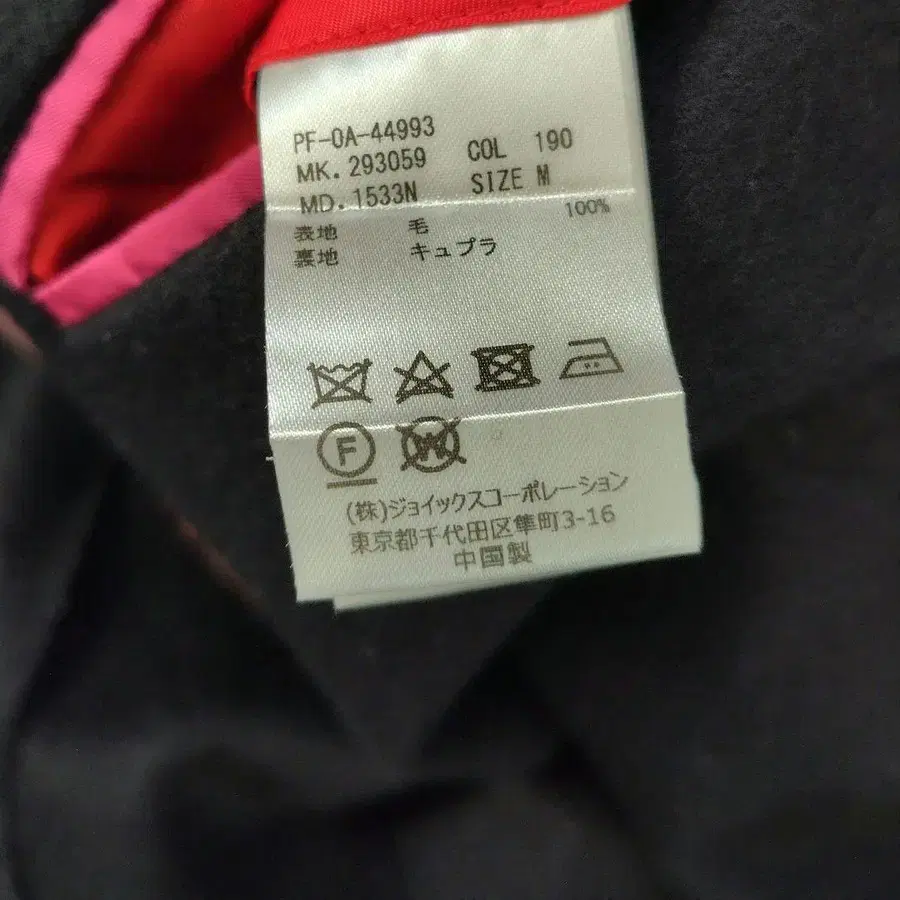 PF-0A-44993
MK. 293059 COL 190
MD. 1533N SIZE M
表地 毛 100%
裏地 キュプラ
F
W
(株)ジョイックスコーポレーション
東京都千代田区隼町3-16
中国製